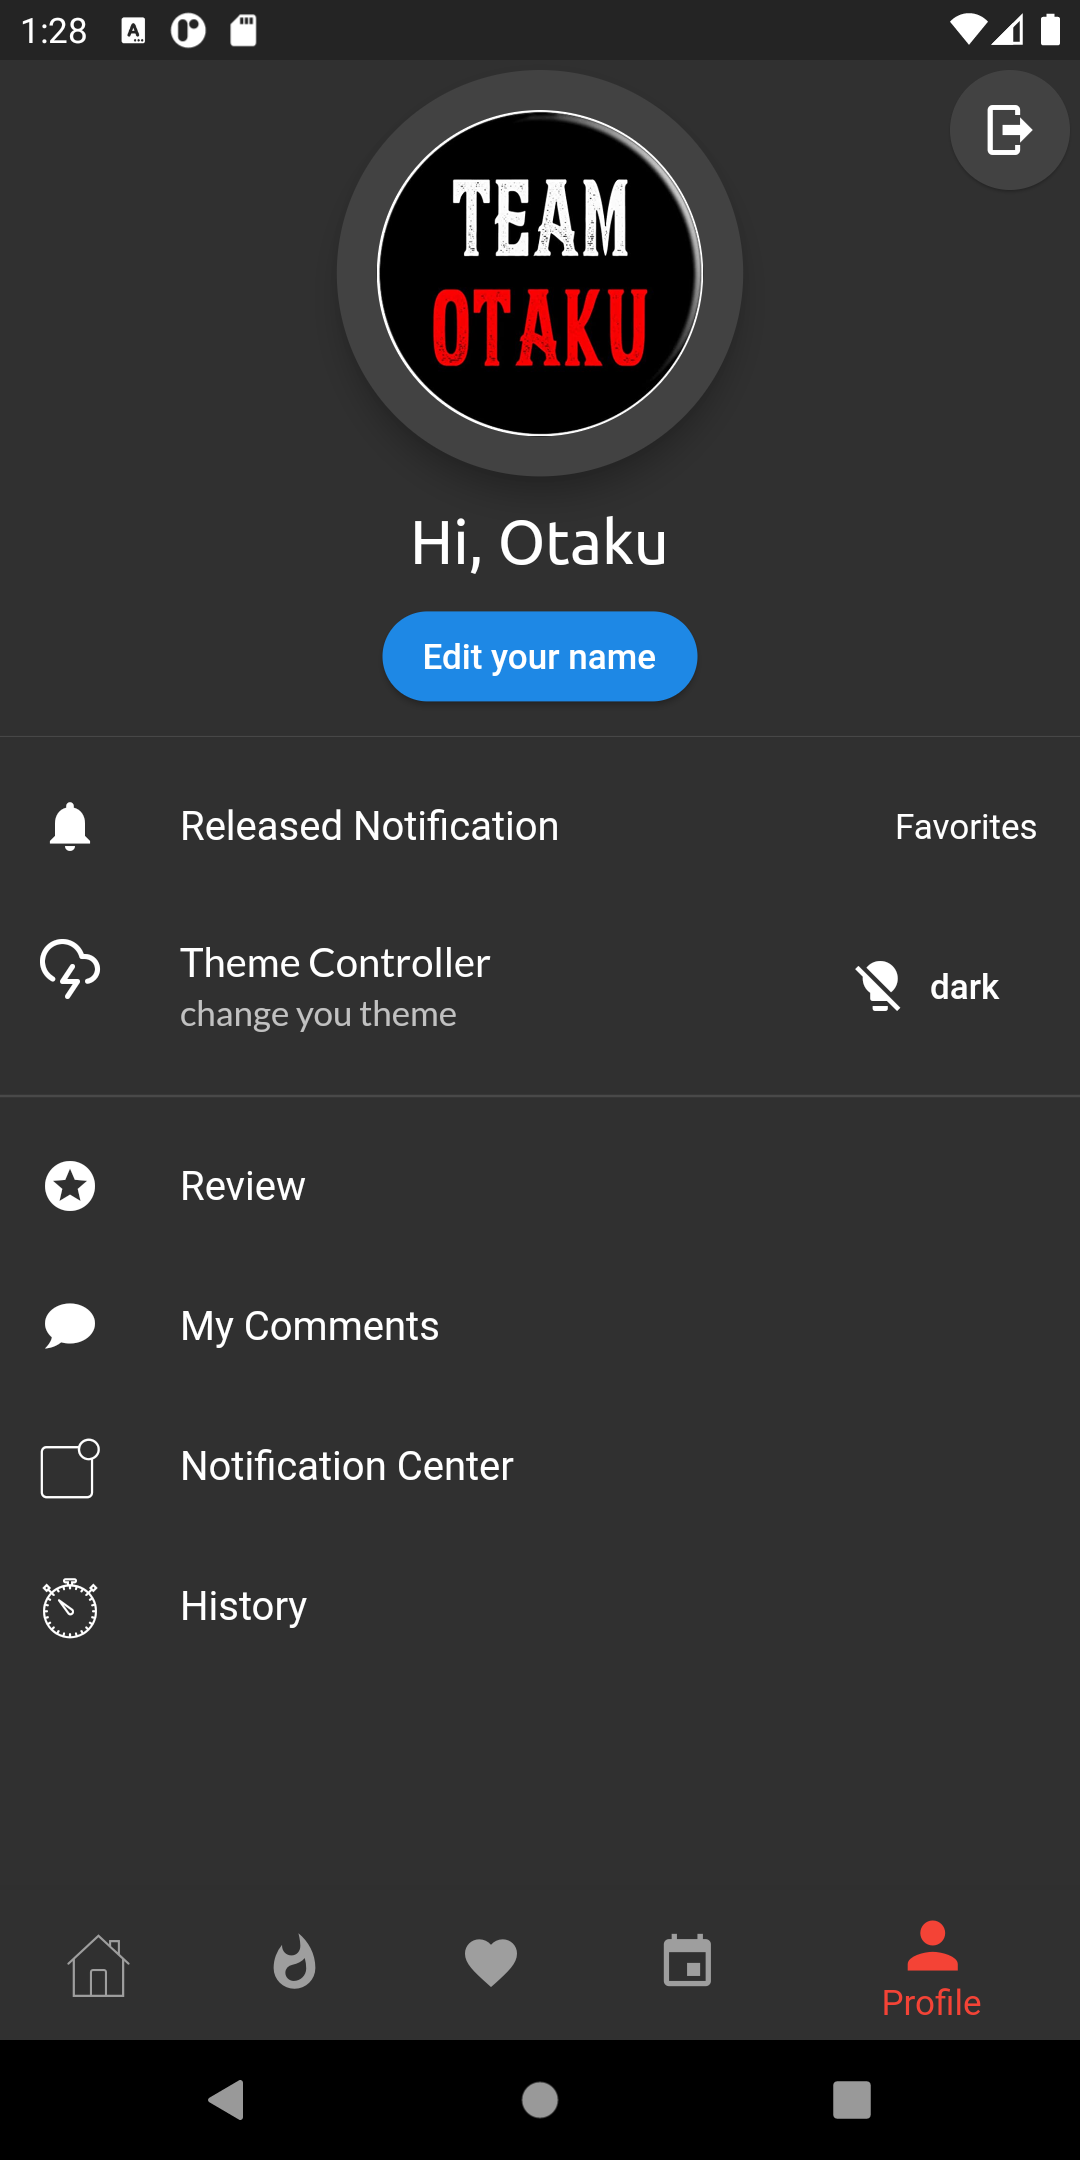 1:28
TEAM
OTAKU
Hi, Otaku
Edit your name
Released Notification
Favorites
Theme Controller
change you theme
dark
Review
My Comments
Notification Center
History
Profile